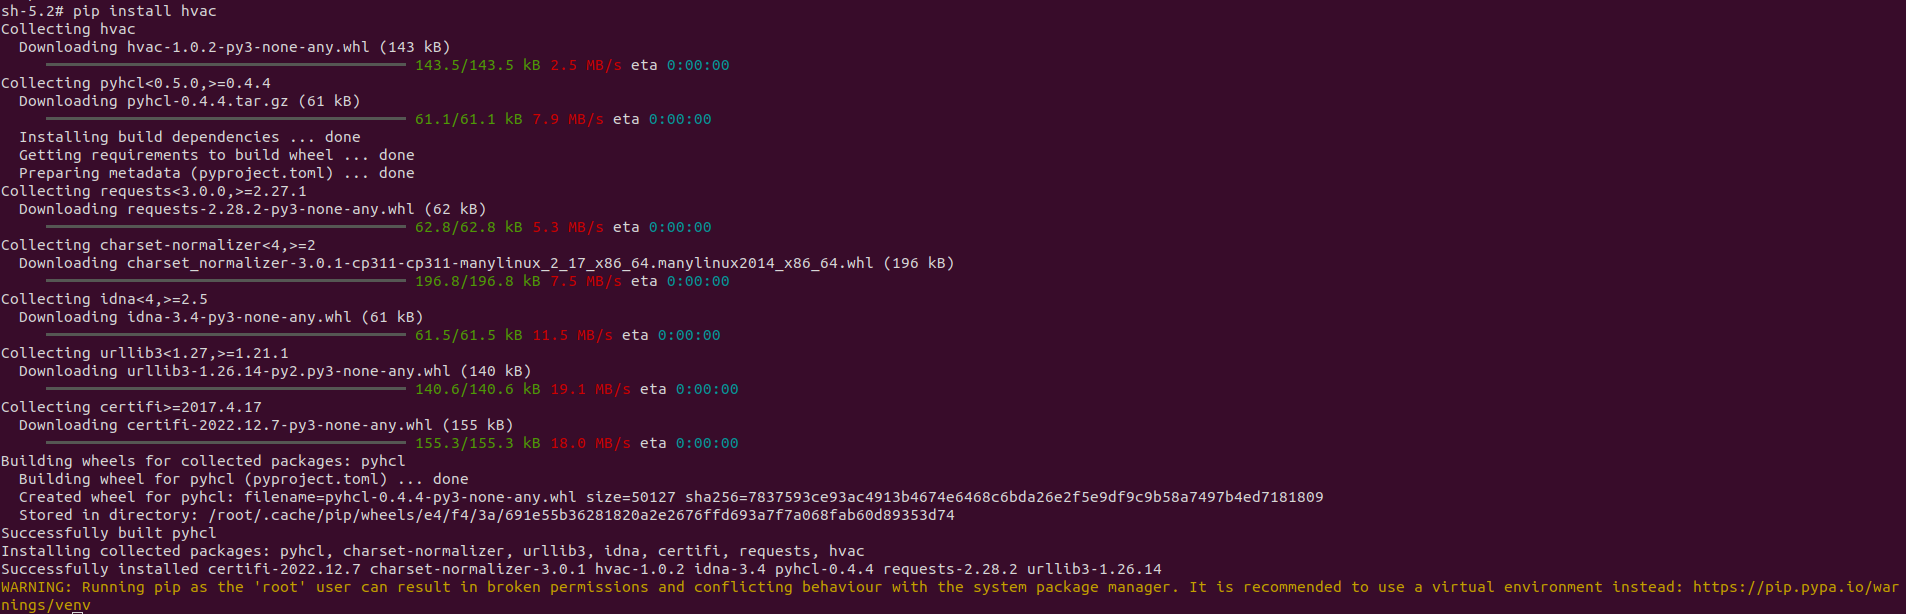 sh-5.2# pip install hvac
Collecting hvac
  Downloading hvac-1.0.2-py3-none-any.whl (143 kB)
143.5/143.5 kB 2.5 MB/s eta 0:00:00
Collecting pyhcl<0.5.0,>=0.4.4
  Downloading pyhcl-0.4.4.tar.gz (61 kB)
61.1/61.1 kB 7.9 MB/s eta 0:00:00
  Installing build dependencies ... done
  Getting requirements to build wheel ... done
  Preparing metadata (pyproject.toml) ... done
Collecting requests<3.0.0,>=2.27.1
  Downloading requests-2.28.2-py3-none-any.whl (62 kB)
62.8/62.8 kB 5.3 MB/s eta 0:00:00
Collecting charset-normalizer<4,>=2
  Downloading charset_normalizer-3.0.1-cp311-cp311-manylinux_2_17_x86_64.manylinux2014_x86_64.whl (196 kB)
196.8/196.8 kB 7.5 MB/s eta 0:00:00
Collecting idna<4,>=2.5
  Downloading idna-3.4-py3-none-any.whl (61 kB)
61.5/61.5 kB 11.5 MB/s eta 0:00:00
Collecting urllib3<1.27,>=1.21.1
  Downloading urllib3-1.26.14-py2.py3-none-any.whl (140 kB)
140.6/140.6 kB 19.1 MB/s eta 0:00:00
Collecting certifi>=2017.4.17
  Downloading certifi-2022.12.7-py3-none-any.whl (155 kB)
155.3/155.3 kB 18.0 MB/s eta 0:00:00
Building wheels for collected packages: pyhcl
  Building wheel for pyhcl (pyproject.toml) ... done
  Created wheel for pyhcl: filename=pyhcl-0.4.4-py3-none-any.whl size=50127 sha256=7837593ce93ac4913b4674e6468c6bda26e2f5e9df9c9b58a7497b4ed7181809
  Stored in directory: /root/.cache/pip/wheels/e4/f4/3a/691e55b36281820a2e2676ffd693a7f7a068fab60d89353d74
Successfully built pyhcl
Installing collected packages: pyhcl, charset-normalizer, urllib3, idna, certifi, requests, hvac
Successfully installed certifi-2022.12.7 charset-normalizer-3.0.1 hvac-1.0.2 idna-3.4 pyhcl-0.4.4 requests-2.28.2 urllib3-1.26.14
WARNING: Running pip as the 'root' user can result in broken permissions and conflicting behaviour with the system package manager. It is recommended to use a virtual environment instead: https://pip.pypa.io/war
nings/venv